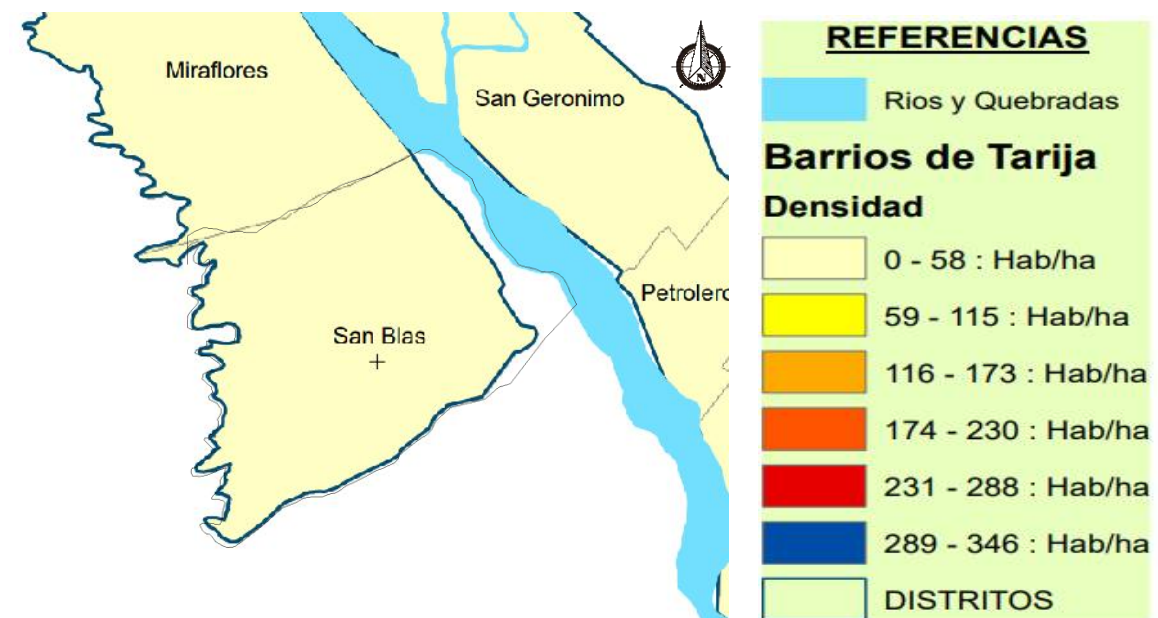 Miraflores
San Geronimo
Petrolero
San Blas
N
REFERENCIAS
Rios y Quebradas
Barrios de Tarija
Densidad
0 - 58 : Hab/ha
59 - 115 : Hab/ha
116 - 173 : Hab/ha
174 - 230 : Hab/ha
231 - 288 : Hab/ha
289 - 346 : Hab/ha
DISTRITOS